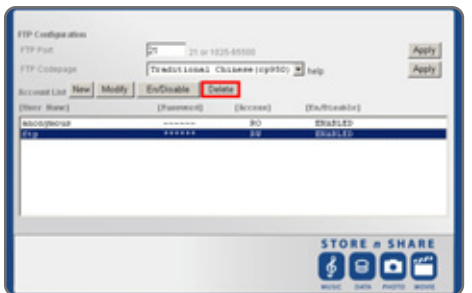 FTP Configuration
FTP Port 21 21 or 1025-65500 Apply
FTP Codepage Traditional Chinese(cp950) help Apply
Account List New Modify En/Disable Delete
(User Name) (Password) (Access) (En/Disable)
anonymous ------ RO ENABLED
ftp ****** RW ENABLED
STORE n SHARE
MUSIC DATA PHOTO MOVIE